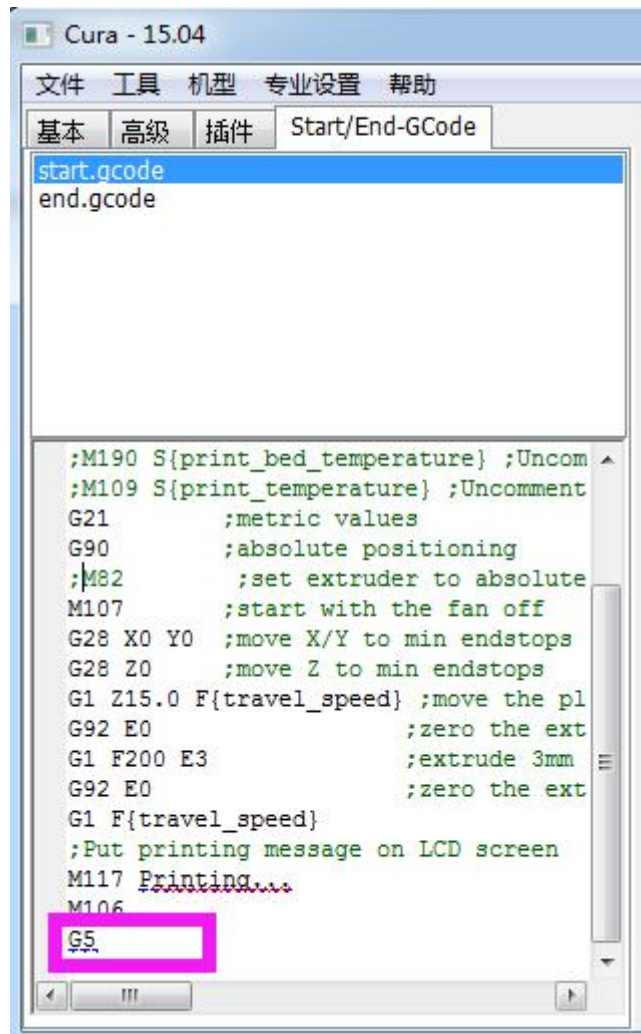 Cura - 15.04
文件 工具 机型 专业设置 帮助
基本 高级 插件 Start/End-GCode
start.gcode
end.gcode
;M190 S{print_bed_temperature} ;Uncom
;M109 S{print_temperature} ;Uncomment
G21 ;metric values
G90 ;absolute positioning
;M82 ;set extruder to absolute
M107 ;start with the fan off
G28 X0 Y0 ;move X/Y to min endstops
G28 Z0 ;move Z to min endstops
G1 Z15.0 F{travel_speed} ;move the pl
G92 E0 ;zero the ext
G1 F200 E3 ;extrude 3mm
G92 E0 ;zero the ext
G1 F{travel_speed}
;Put printing message on LCD screen
M117 Printing...
M106
G5